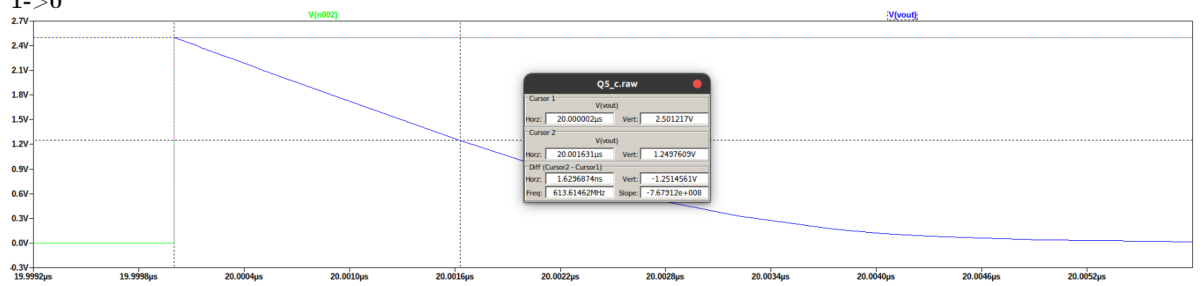 1->0
V(n002)
V(vout)
2.7V
2.4V
2.1V
1.8V
1.5V
1.2V
0.9V
0.6V
0.3V
0.0V
-0.3V
19.9992µs 19.9998µs 20.0004µs 20.0010µs 20.0016µs 20.0022µs 20.0028µs 20.0034µs 20.0040µs 20.0046µs 20.0052µs
Q5_c.raw
Cursor 1
V(vout)
Horz: 20.000002µs Vert: 2.501217V
Cursor 2
V(vout)
Horz: 20.001631µs Vert: 1.2497609V
Diff (Cursor2 - Cursor1)
Horz: 1.6296874ns Vert: -1.2514561V
Freq: 613.61462MHz Slope: -7.67912e+008